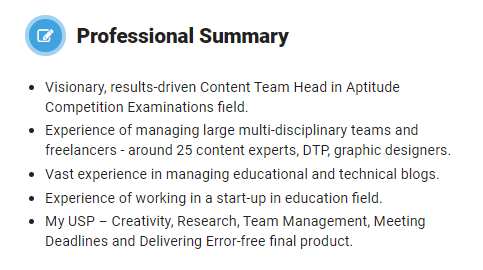 Professional Summary
Visionary, results-driven Content Team Head in Aptitude
Competition Examinations field.
Experience of managing large multi-disciplinary teams and
freelancers - around 25 content experts, DTP, graphic designers.
Vast experience in managing educational and technical blogs.
Experience of working in a start-up in education field.
My USP – Creativity, Research, Team Management, Meeting
Deadlines and Delivering Error-free final product.